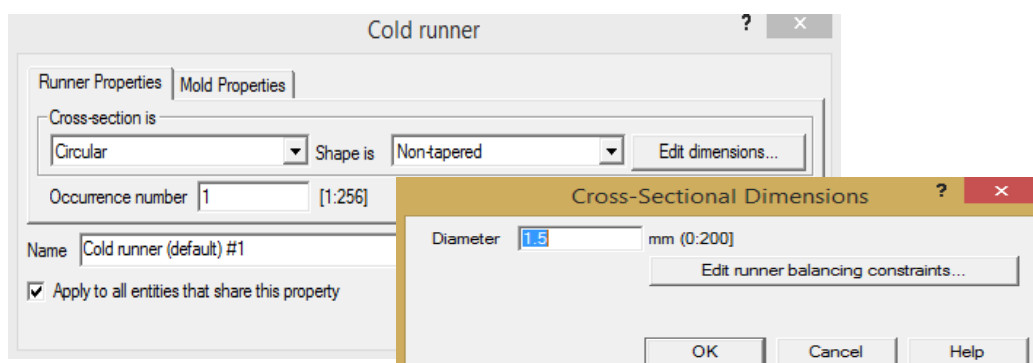 Cold runner ? ×
Runner Properties Mold Properties
Cross-section is
Circular Shape is Non-tapered Edit dimensions...
Occurrence number 1 [1:256]
Name Cold runner (default) #1
Apply to all entities that share this property
Cross-Sectional Dimensions ? ×
Diameter 1.5 mm (0:200]
Edit runner balancing constraints...
OK Cancel Help